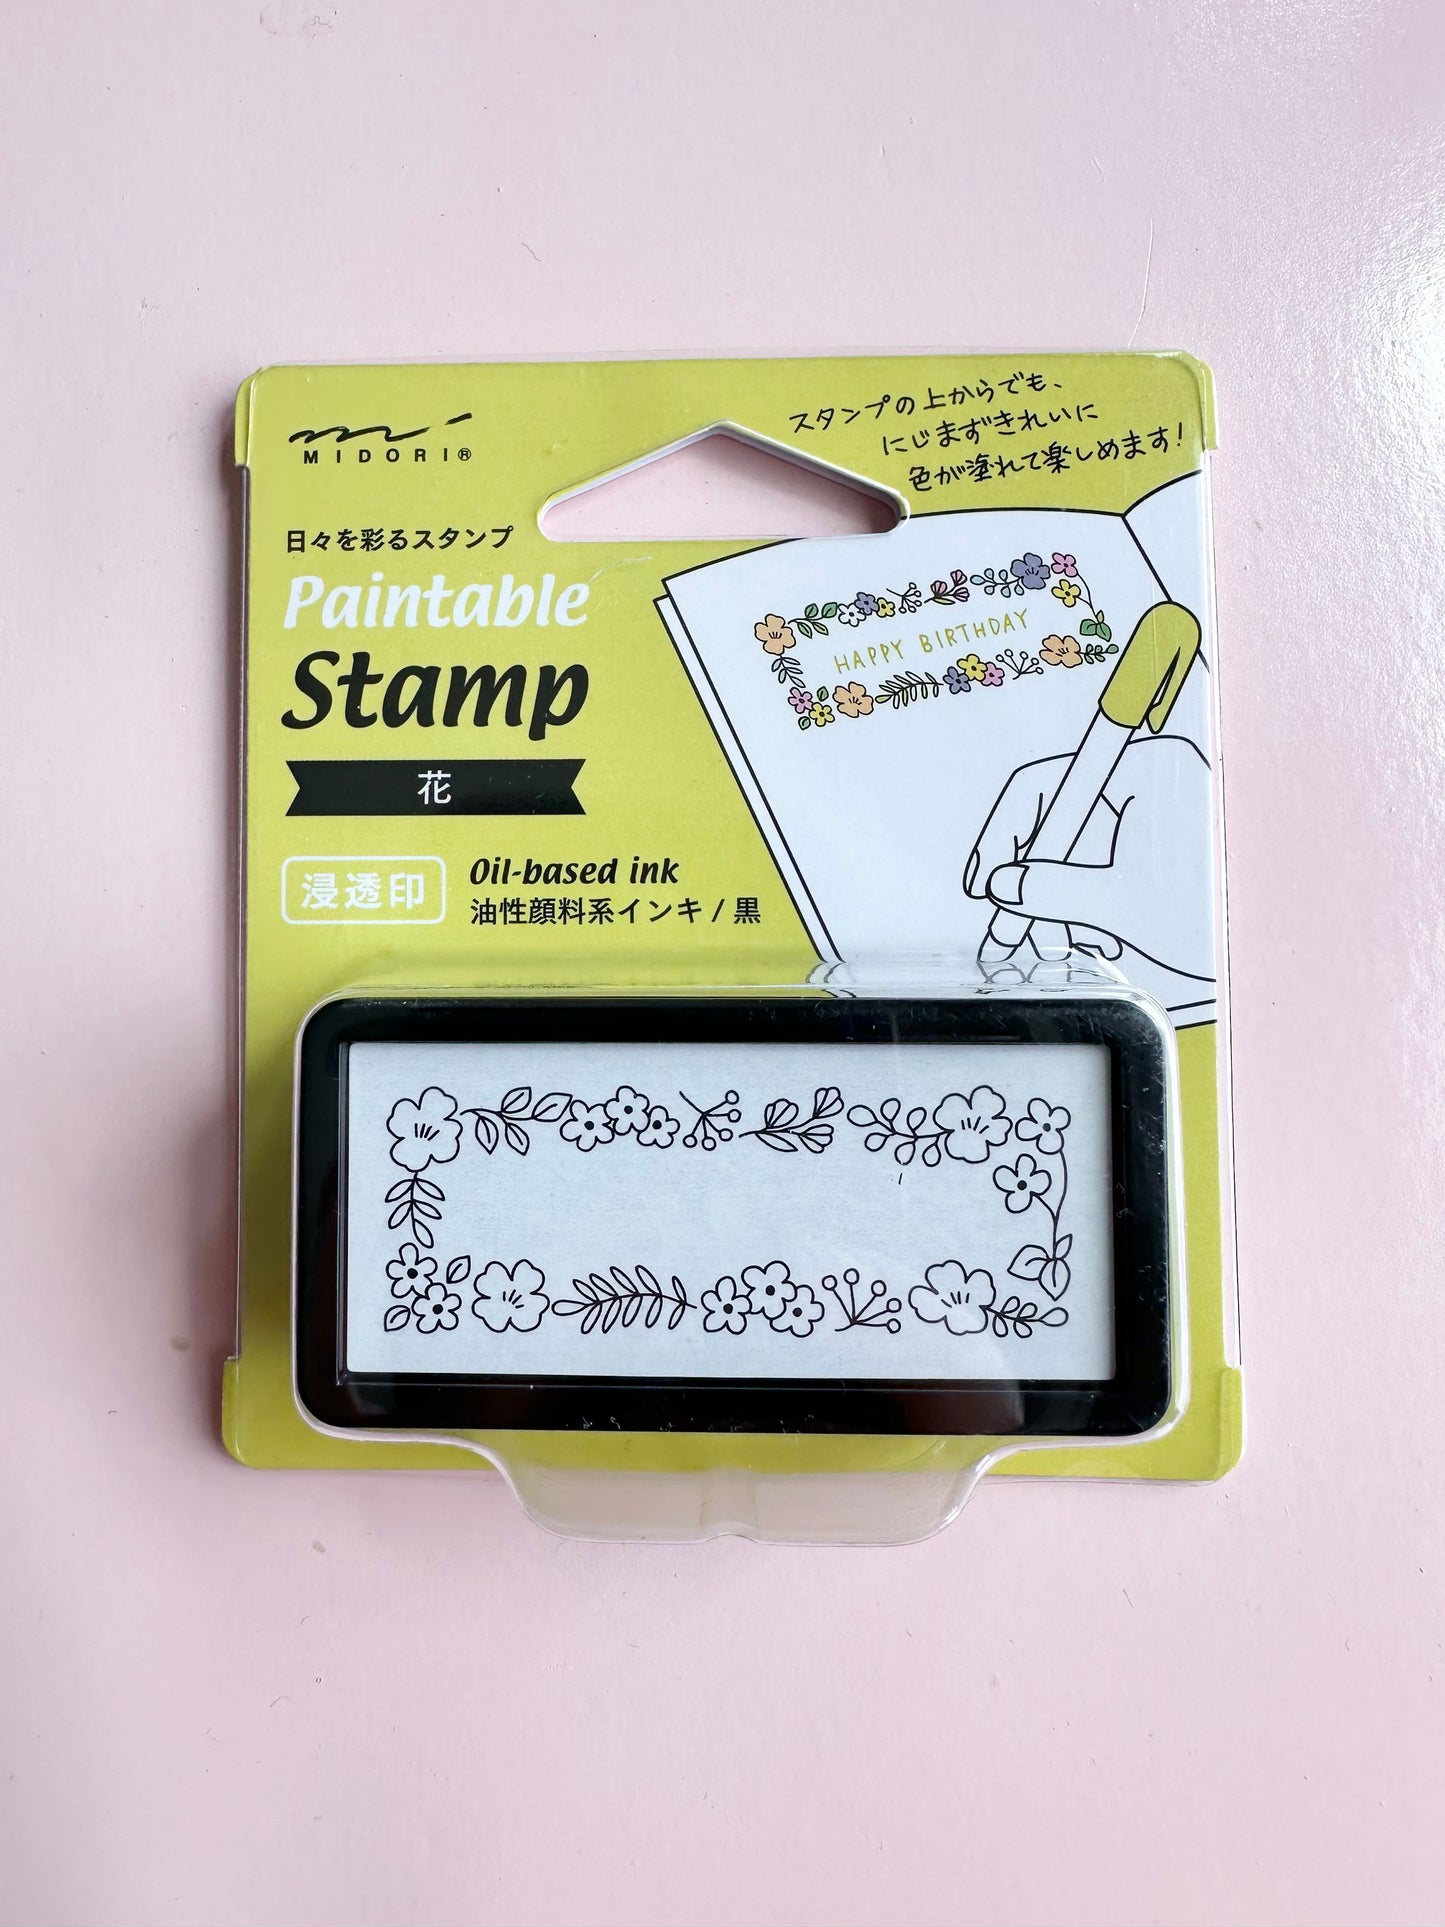 MIDORI®
スタンプの上からでも、
にじまずきれいに
色が塗れて楽しめます!
日々を彩るスタンプ
Paintable
Stamp
花
浸透印
Oil-based ink
油性顔料系インキ / 黒
HAPPY BIRTHDAY